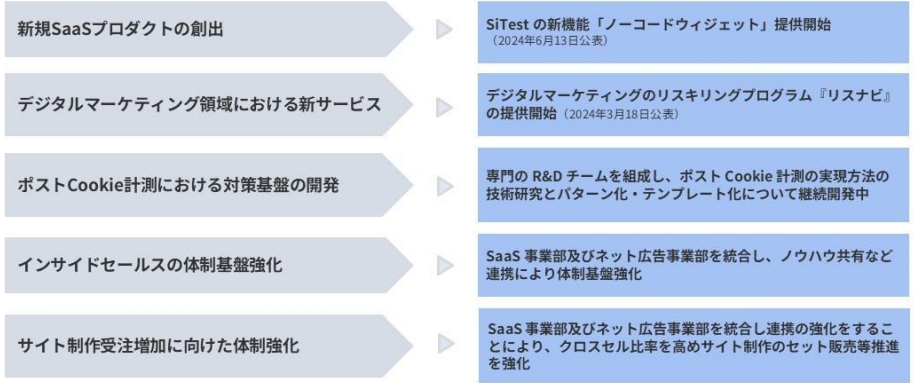 新規SaaSプロダクトの創出
SiTest の新機能「ノーコードウィジェット」提供開始
（2024年6月13日公表）
デジタルマーケティング領域における新サービス
デジタルマーケティングのリスキリングプログラム『リスナビ』
の提供開始（2024年3月18日公表）
ポストCookie計測における対策基盤の開発
専門の R&D チームを組成し、ポスト Cookie 計測の実現方法の
技術研究とパターン化・テンプレート化について継続開発中
インサイドセールスの体制基盤強化
SaaS 事業部及びネット広告事業部を統合し、ノウハウ共有など
連携により体制基盤強化
サイト制作受注増加に向けた体制強化
SaaS 事業部及びネット広告事業部を統合し連携の強化をするこ
とにより、クロスセル比率を高めサイト制作のセット販売等推進
を強化